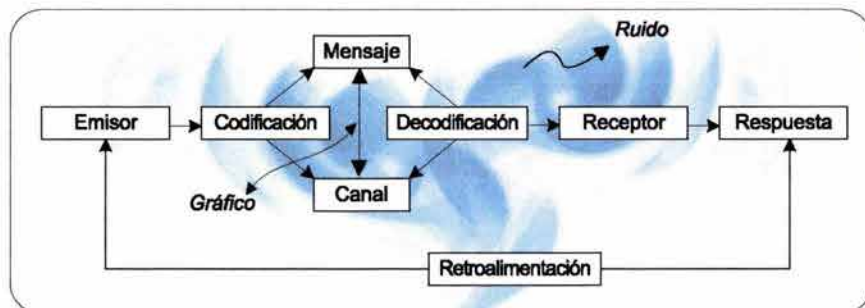 Ruido
Mensaje
Emisor
Codificación
Decodificación
Receptor
Respuesta
Gráfico
Canal
Retroalimentación